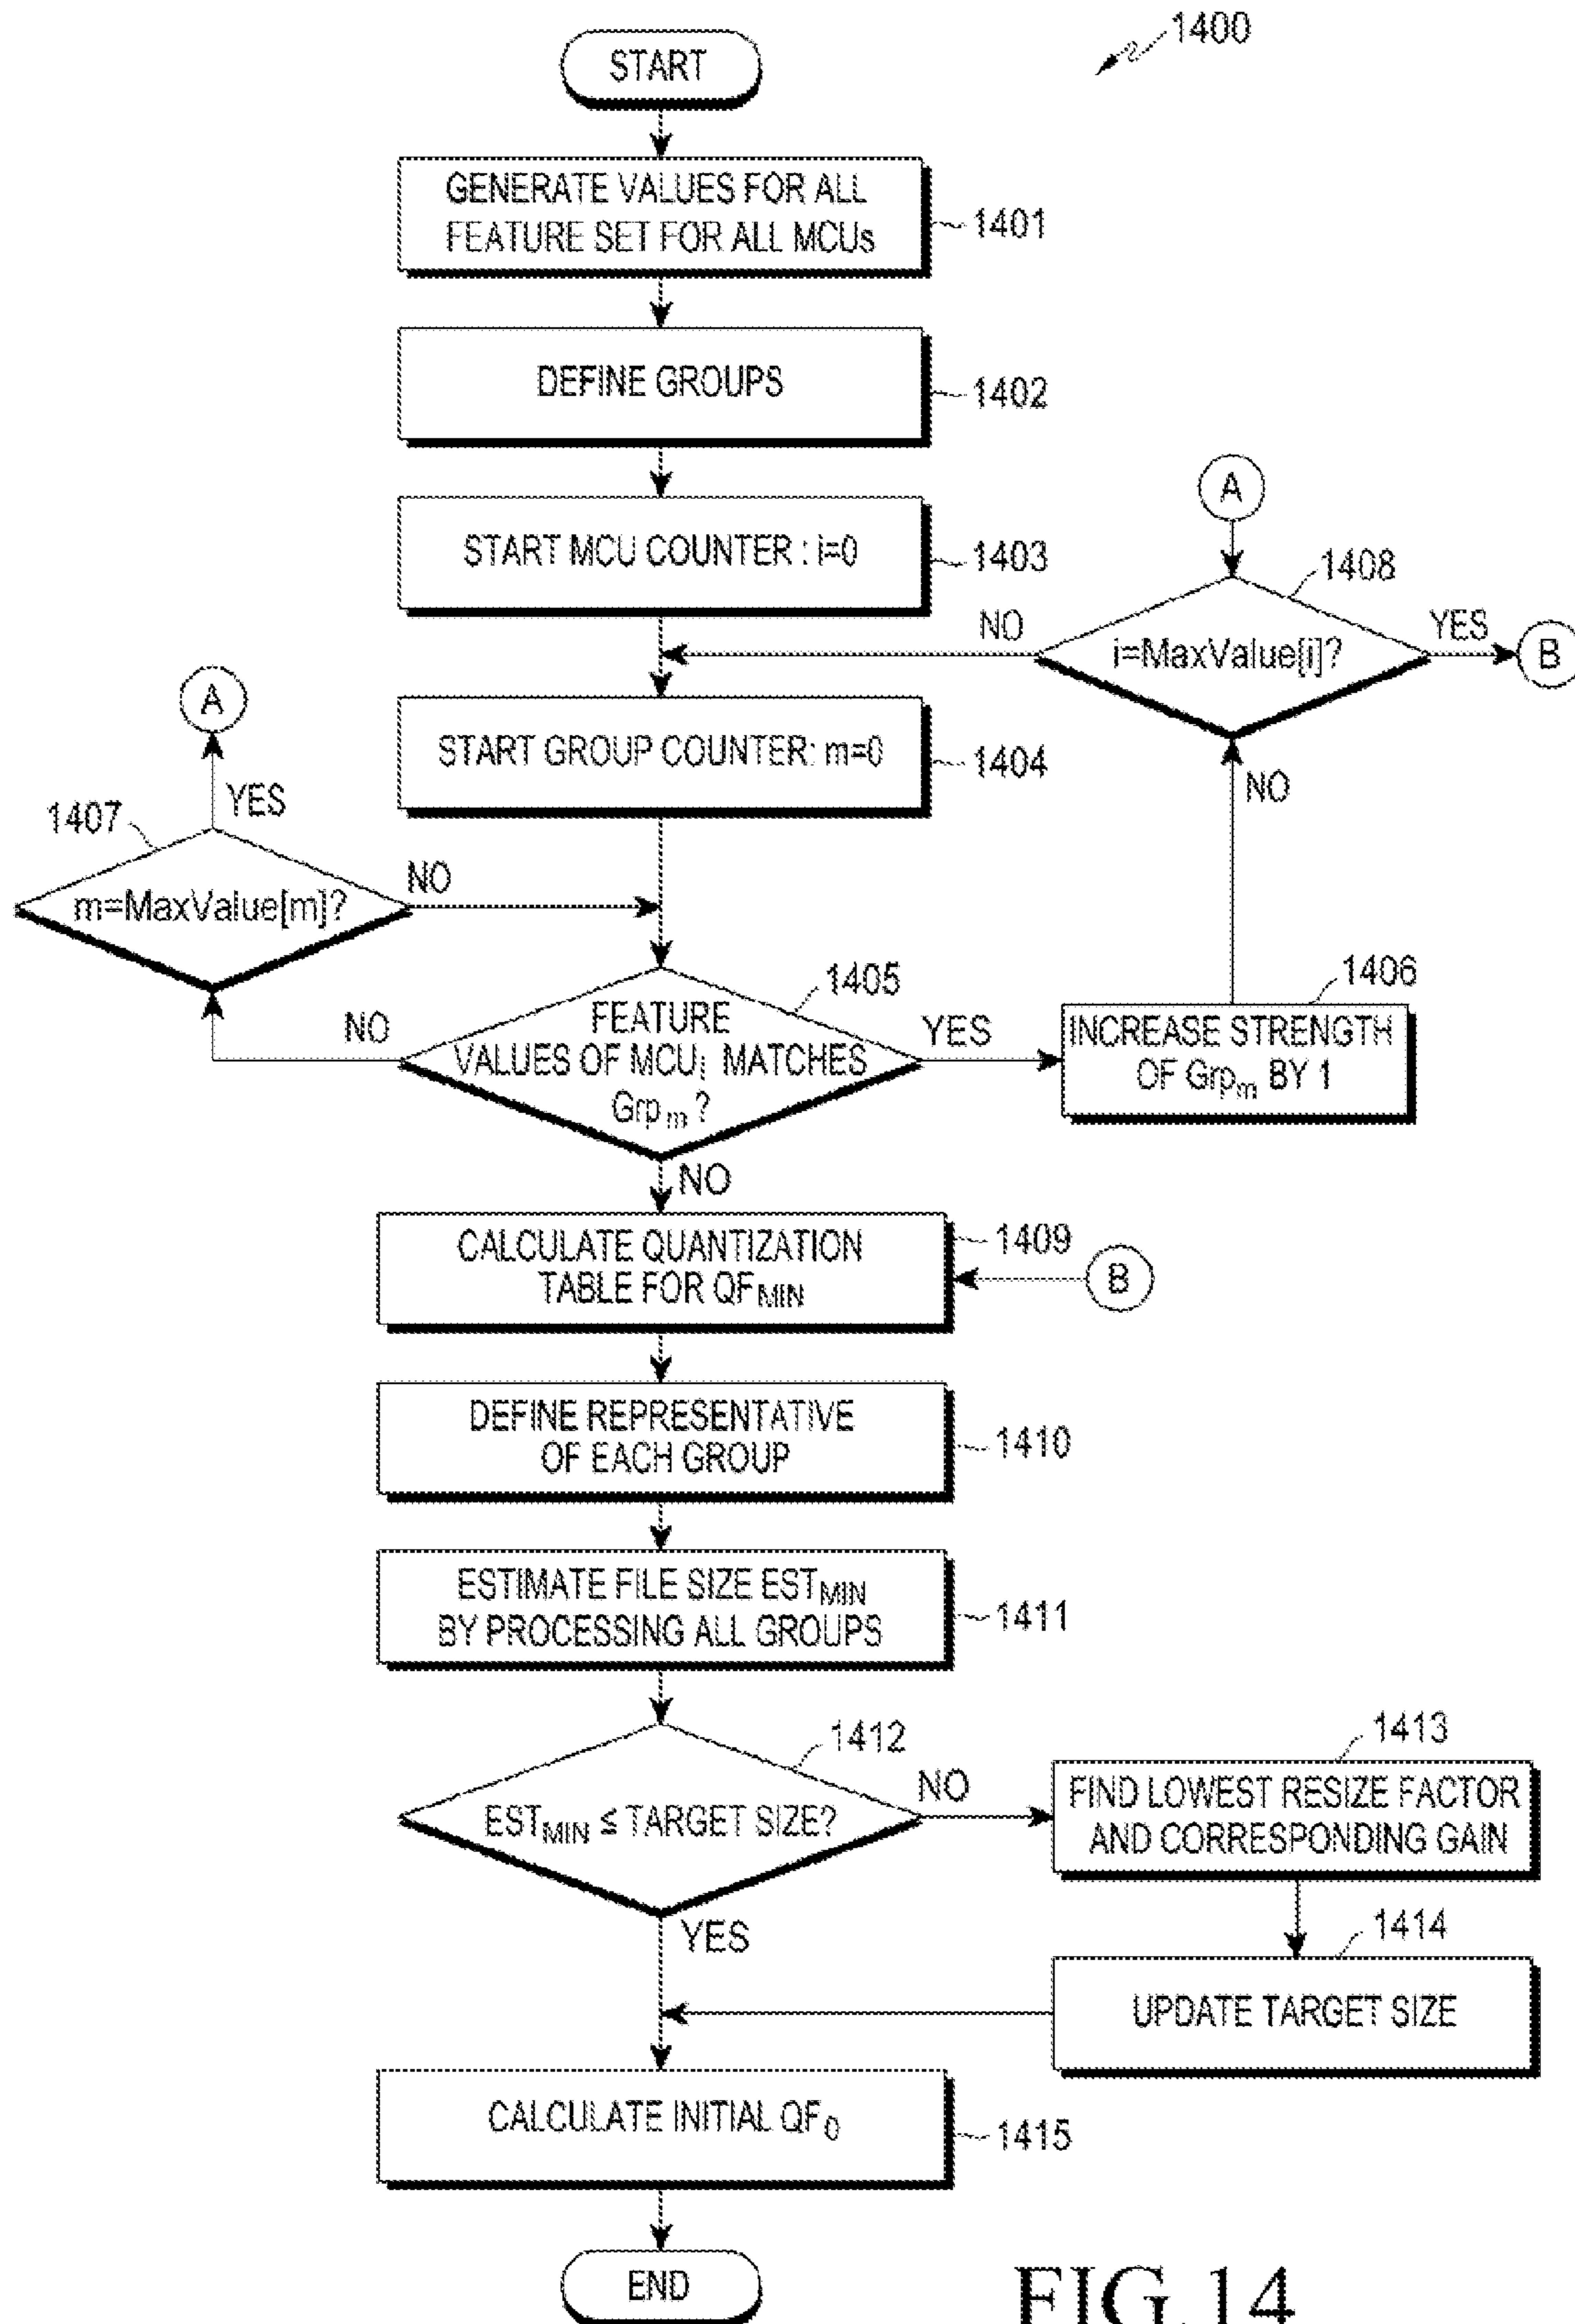 1400
START
GENERATE VALUES FOR ALL
FEATURE SET FOR ALL MCUs
1401
DEFINE GROUPS
1402
START MCU COUNTER : i=0
1403
A
1408
i=MaxValue[i]?
NO
YES
B
START GROUP COUNTER: m=0
1404
A
YES
1407
m=MaxValue[m]?
NO
NO
1405
FEATURE
VALUES OF MCUi MATCHES
Grpm ?
NO
YES
1406
INCREASE STRENGTH
OF Grpm BY 1
NO
CALCULATE QUANTIZATION
TABLE FOR QFMIN
1409
B
DEFINE REPRESENTATIVE
OF EACH GROUP
1410
ESTIMATE FILE SIZE ESTMIN
BY PROCESSING ALL GROUPS
1411
1412
ESTMIN ≤ TARGET SIZE?
NO
1413
FIND LOWEST RESIZE FACTOR
AND CORRESPONDING GAIN
YES
1414
UPDATE TARGET SIZE
CALCULATE INITIAL QF0
1415
END
FIG.14